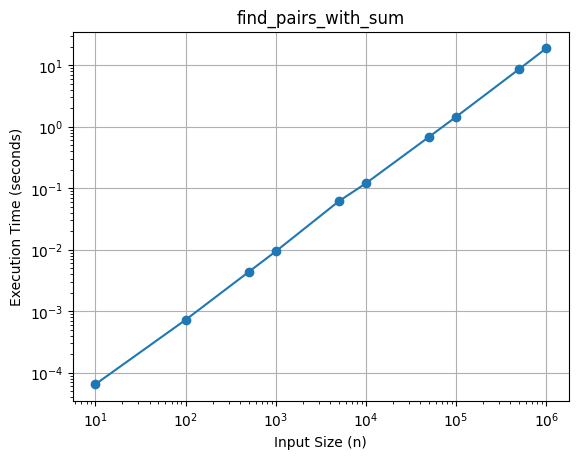 find_pairs_with_sum
Execution Time (seconds)
10¹
10⁰
10⁻¹
10⁻²
10⁻³
10⁻⁴
10¹ 10² 10³ 10⁴ 10⁵ 10⁶
Input Size (n)